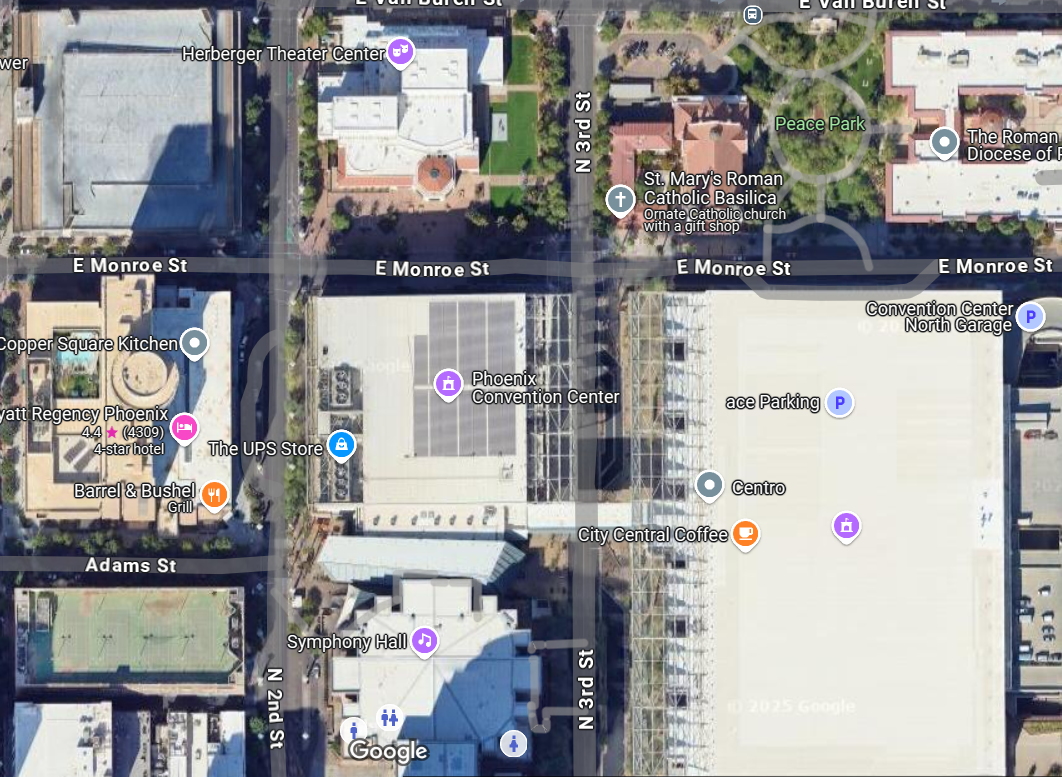 E Van Buren St
E Van Buren St
wer
Herberger Theater Center
N 3rd St
Peace Park
The Roman
Diocese of
St. Mary's Roman
Catholic Basilica
Ornate Catholic church
with a gift shop
E Monroe St
E Monroe St
E Monroe St
E Monroe St
Convention Center
North Garage
P
Copper Square Kitchen
Phoenix
Convention Center
ace Parking
P
yatt Regency Phoenix
4.4 ★ (4309)
4-star hotel
The UPS Store
Barrel & Bushel
Grill
Centro
City Central Coffee
Adams St
Symphony Hall
N 2nd St
N 3rd St
© 2025 Google
Google